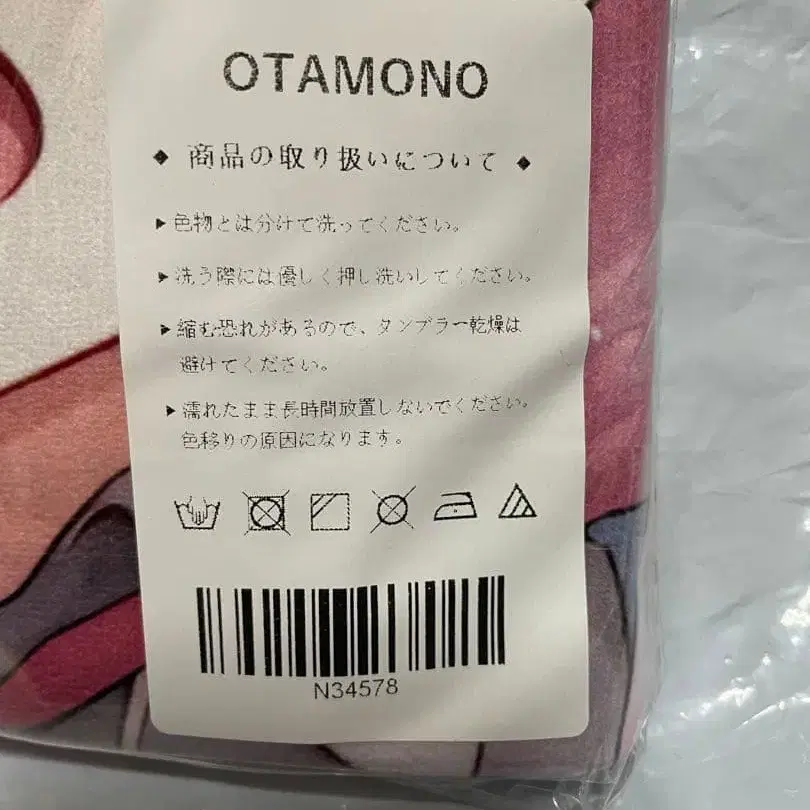 OTAMONO
◆ 商品の取り扱いについて ◆
▶色物とは分けて洗ってください。
▶洗う際には優しく押し洗いしてください。
▶縮む恐れがあるので、タンブラー乾燥は
避けてください。
▶濡れたまま長時間放置しないでください。
色移りの原因になります。
N34578